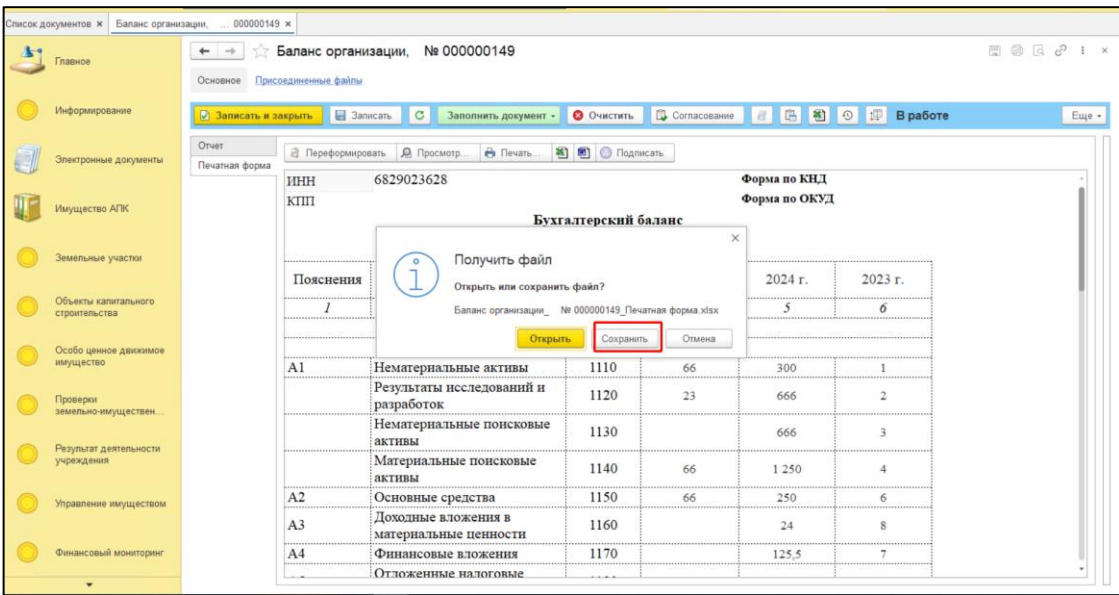 Список документов × Баланс организации, ... 000000149 ×
Главное
Информирование
Электронные документы
Имущество АПК
Земельные участки
Объекты капитального
строительства
Особо ценное движимое
имущество
Проверки
земельно-имуществен...
Результат деятельности
учреждения
Управление имуществом
Финансовый мониторинг
Баланс организации, № 000000149
Основное Присоединенные файлы
Записать и закрыть Записать Заполнить документ Очистить Согласование В работе Еще
Отчет
Печатная форма
Переформировать Просмотр... Печать... Подписать
ИНН 6829023628 Форма по КНД
КПП Форма по ОКУД
Бухгалтерский баланс
Получить файл
Открыть или сохранить файл?
Баланс организации_ № 000000149_Печатная форма.xlsx
Открыть Сохранить Отмена
Пояснения 2024 г. 2023 г.
1 5 6
А1 Нематериальные активы 1110 66 300 1
Результаты исследований и
разработок 1120 23 666 2
Нематериальные поисковые
активы 1130 666 3
Материальные поисковые
активы 1140 66 1 250 4
А2 Основные средства 1150 66 250 6
А3 Доходные вложения в
материальные ценности 1160 24 8
А4 Финансовые вложения 1170 125,5 7
Отложенные налоговые